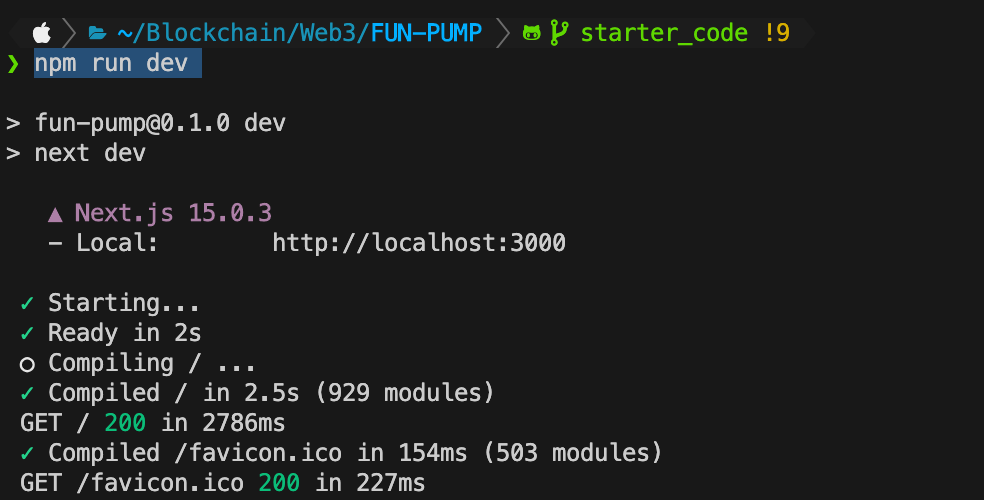 ~/Blockchain/Web3/FUN-PUMP starter_code !9
❯ npm run dev
> fun-pump@0.1.0 dev
> next dev
▲ Next.js 15.0.3
- Local: http://localhost:3000
✓ Starting...
✓ Ready in 2s
○ Compiling / ...
✓ Compiled / in 2.5s (929 modules)
GET / 200 in 2786ms
✓ Compiled /favicon.ico in 154ms (503 modules)
GET /favicon.ico 200 in 227ms